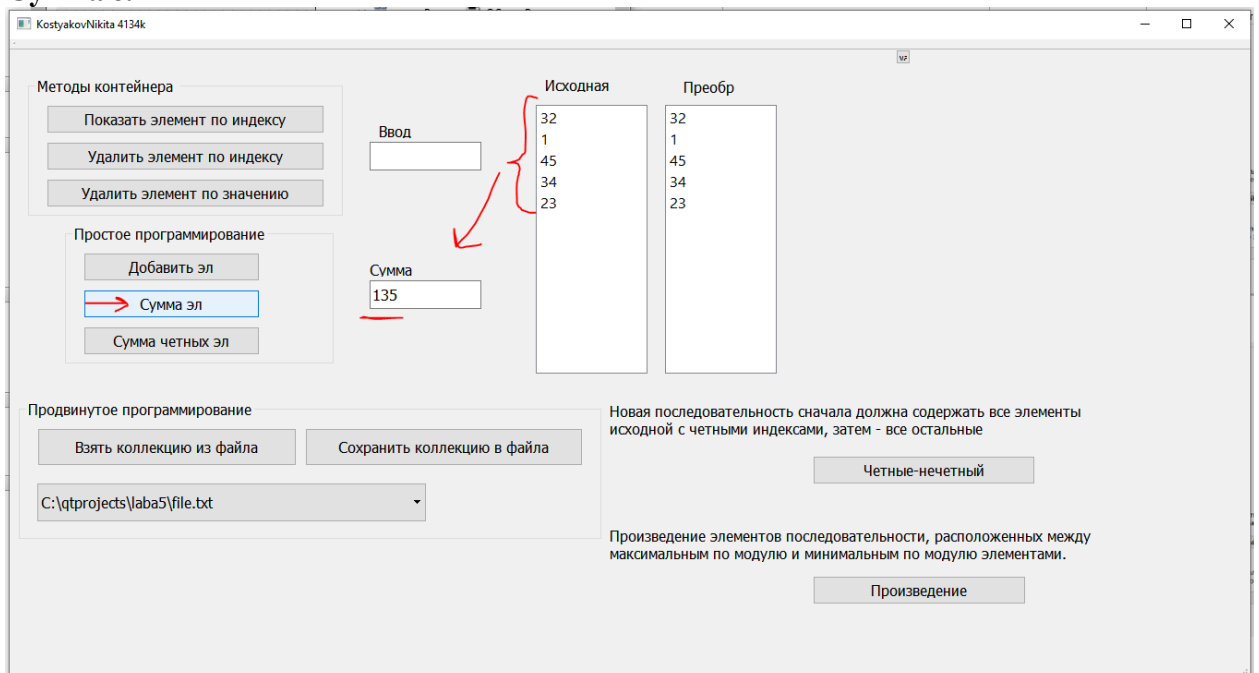 KostyakovNikita 4134k
Методы контейнера
Показать элемент по индексу
Удалить элемент по индексу
Удалить элемент по значению
Ввод
Исходная
32
1
45
34
23
Преобр
32
1
45
34
23
Простое программирование
Добавить эл
Сумма эл
Сумма четных эл
Сумма
135
Продвинутое программирование
Взять коллекцию из файла
Сохранить коллекцию в файла
C:\qtprojects\laba5\file.txt
Новая последовательность сначала должна содержать все элементы
исходной с четными индексами, затем - все остальные
Четные-нечетный
Произведение элементов последовательности, расположенных между
максимальным по модулю и минимальным по модулю элементами.
Произведение